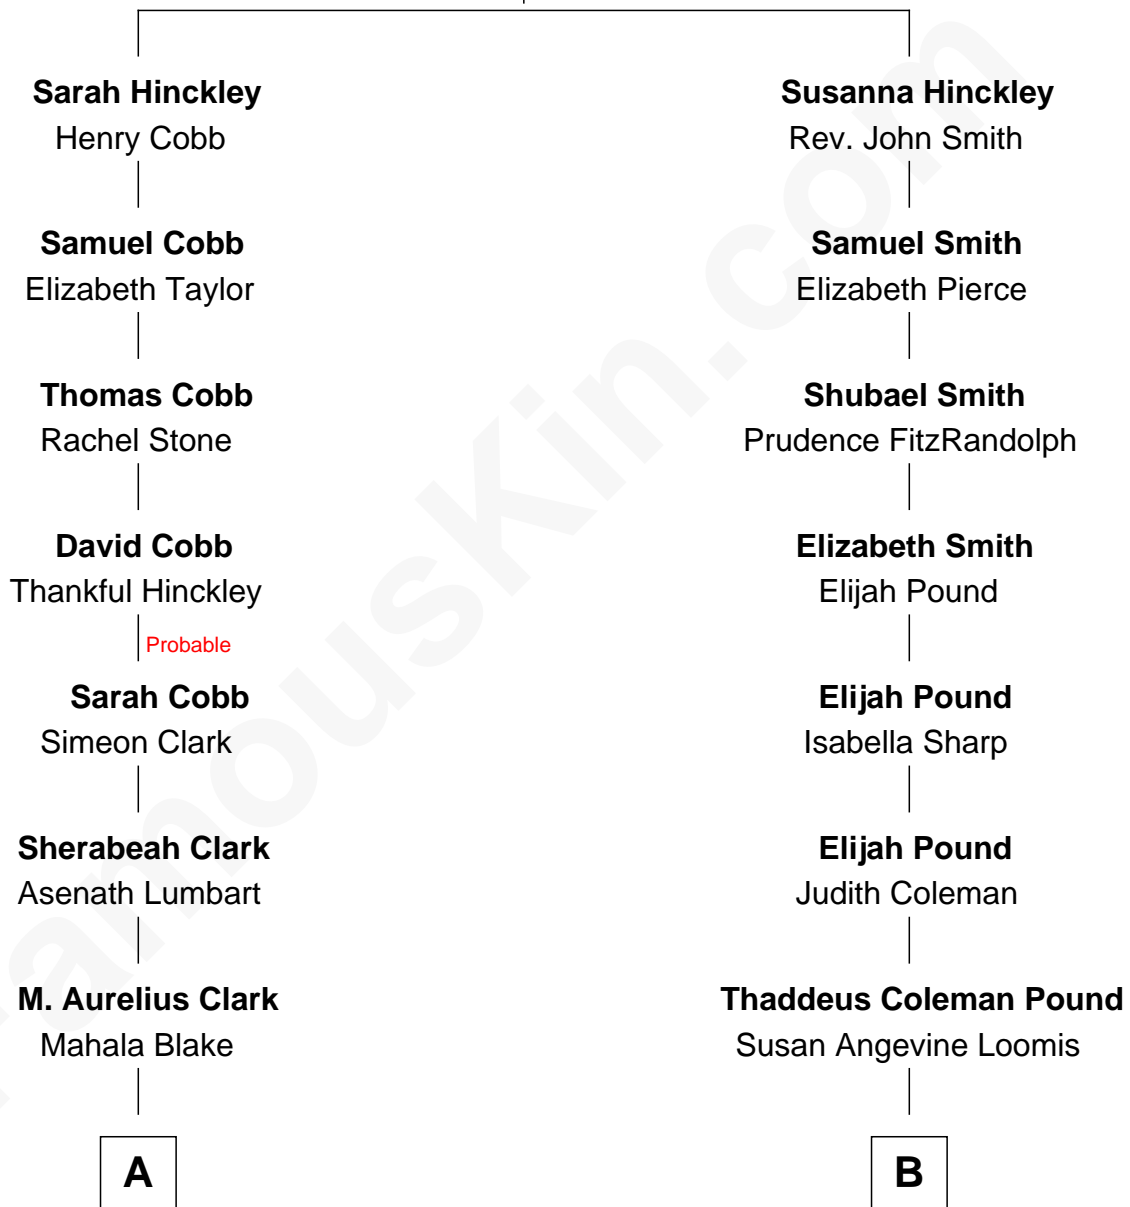 Sarah Hinckley
Henry Cobb
Samuel Cobb
Elizabeth Taylor
Thomas Cobb
Rachel Stone
David Cobb
Thankful Hinckley
Probable
Sarah Cobb
Simeon Clark
Sherabeah Clark
Asenath Lumbart
M. Aurelius Clark
Mahala Blake
A
Susanna Hinckley
Rev. John Smith
Samuel Smith
Elizabeth Pierce
Shubael Smith
Prudence FitzRandolph
Elizabeth Smith
Elijah Pound
Elijah Pound
Isabella Sharp
Elijah Pound
Judith Coleman
Thaddeus Coleman Pound
Susan Angevine Loomis
B
FamousKin.com